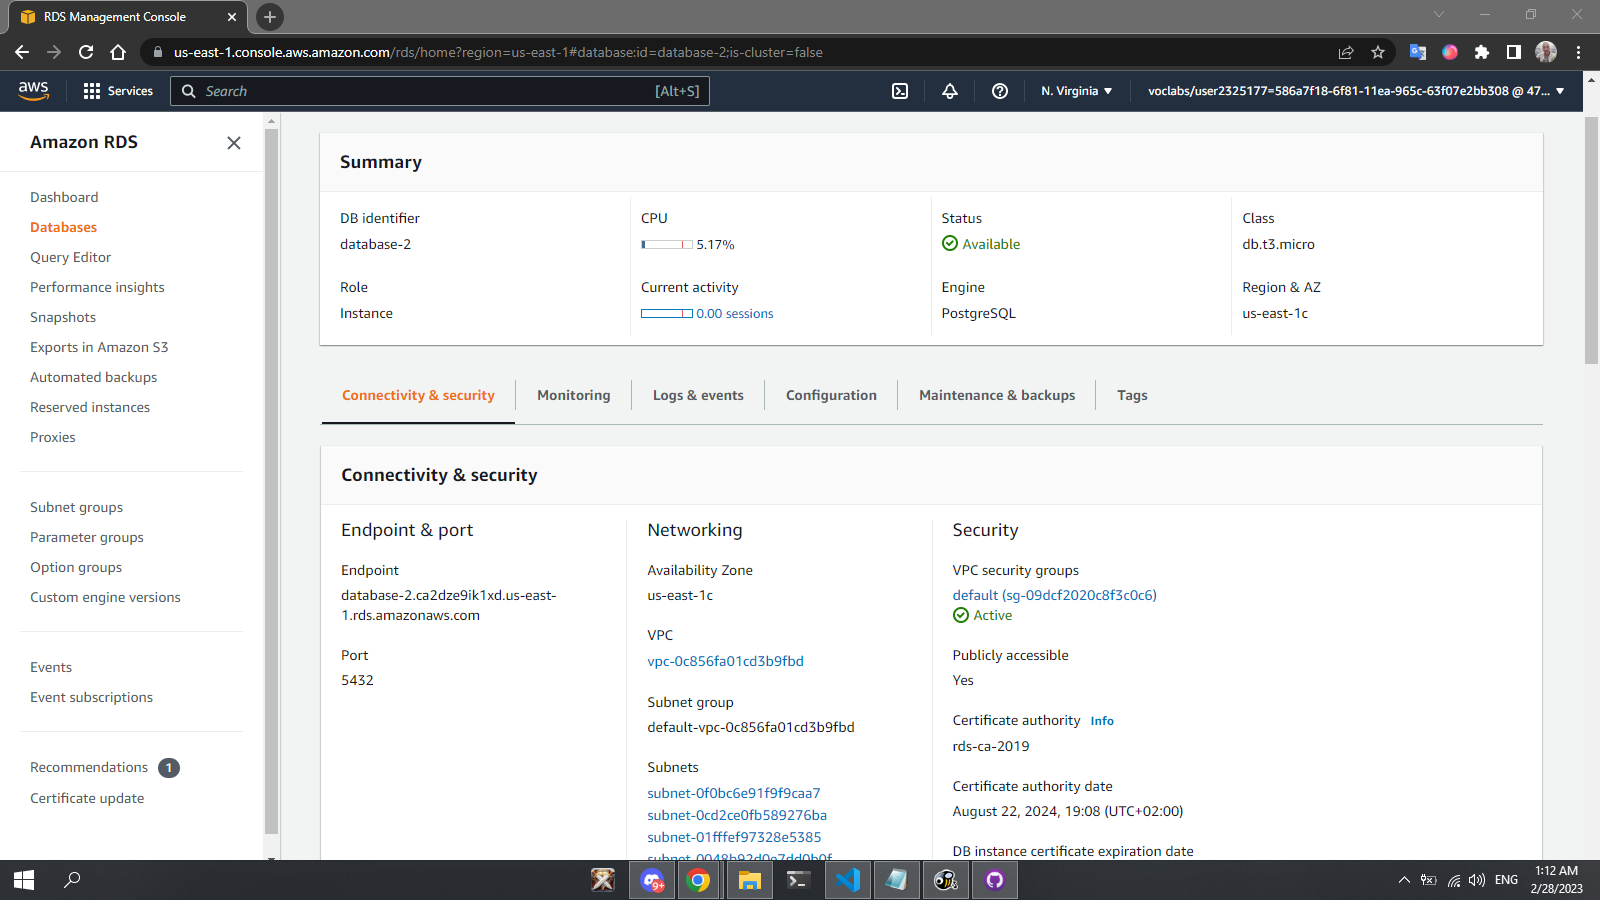 RDS Management Console
us-east-1.console.aws.amazon.com/rds/home?region=us-east-1#database:id=database-2;is-cluster=false
aws
Services
Search
[Alt+S]
N. Virginia
voclabs/user2325177=586a7f18-6f81-11ea-965c-63f07e2bb308 @ 47...
Amazon RDS
Dashboard
Databases
Query Editor
Performance insights
Snapshots
Exports in Amazon S3
Automated backups
Reserved instances
Proxies
Subnet groups
Parameter groups
Option groups
Custom engine versions
Events
Event subscriptions
Recommendations 1
Certificate update
Summary
DB identifier
database-2
CPU
5.17%
Status
Available
Class
db.t3.micro
Role
Instance
Current activity
0.00 sessions
Engine
PostgreSQL
Region & AZ
us-east-1c
Connectivity & security
Monitoring
Logs & events
Configuration
Maintenance & backups
Tags
Connectivity & security
Endpoint & port
Endpoint
database-2.ca2dze9ik1xd.us-east-
1.rds.amazonaws.com
Port
5432
Networking
Availability Zone
us-east-1c
VPC
vpc-0c856fa01cd3b9fbd
Subnet group
default-vpc-0c856fa01cd3b9fbd
Subnets
subnet-0f0bc6e91f9f9caa7
subnet-0cd2ce0fb589276ba
subnet-01fffef97328e5385
subnet-0048b92d0e7dd0b0f
Security
VPC security groups
default (sg-09dcf2020c8f3c0c6)
Active
Publicly accessible
Yes
Certificate authority Info
rds-ca-2019
Certificate authority date
August 22, 2024, 19:08 (UTC+02:00)
DB instance certificate expiration date
9+
ENG
1:12 AM
2/28/2023